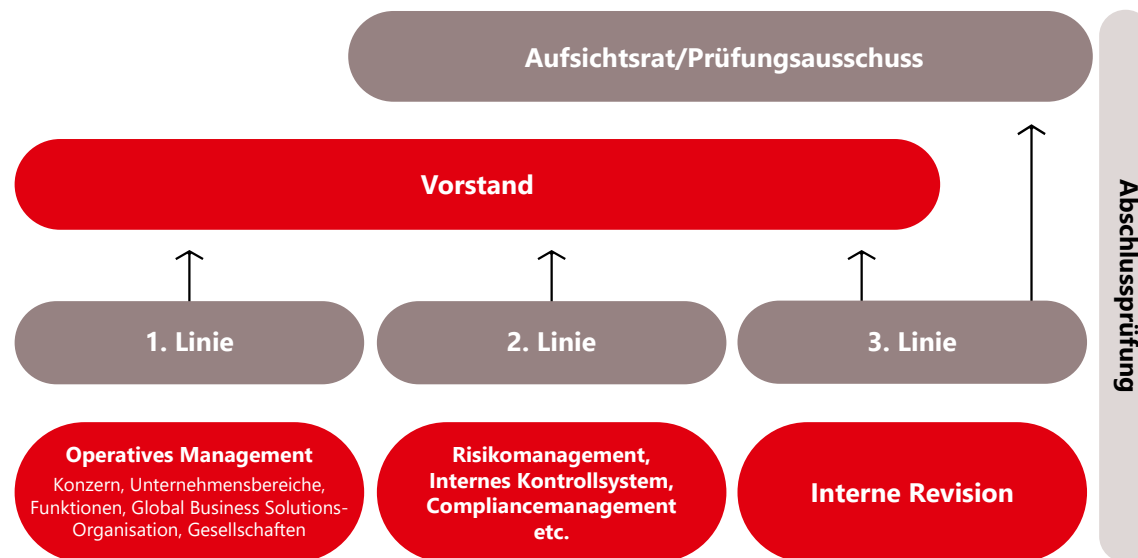 Aufsichtsrat/Prüfungsausschuss
Vorstand
1. Linie
2. Linie
3. Linie
Operatives Management
Konzern, Unternehmensbereiche,
Funktionen, Global Business Solutions-
Organisation, Gesellschaften
Risikomanagement,
Internes Kontrollsystem,
Compliancemanagement
etc.
Interne Revision
Abschlussprüfung